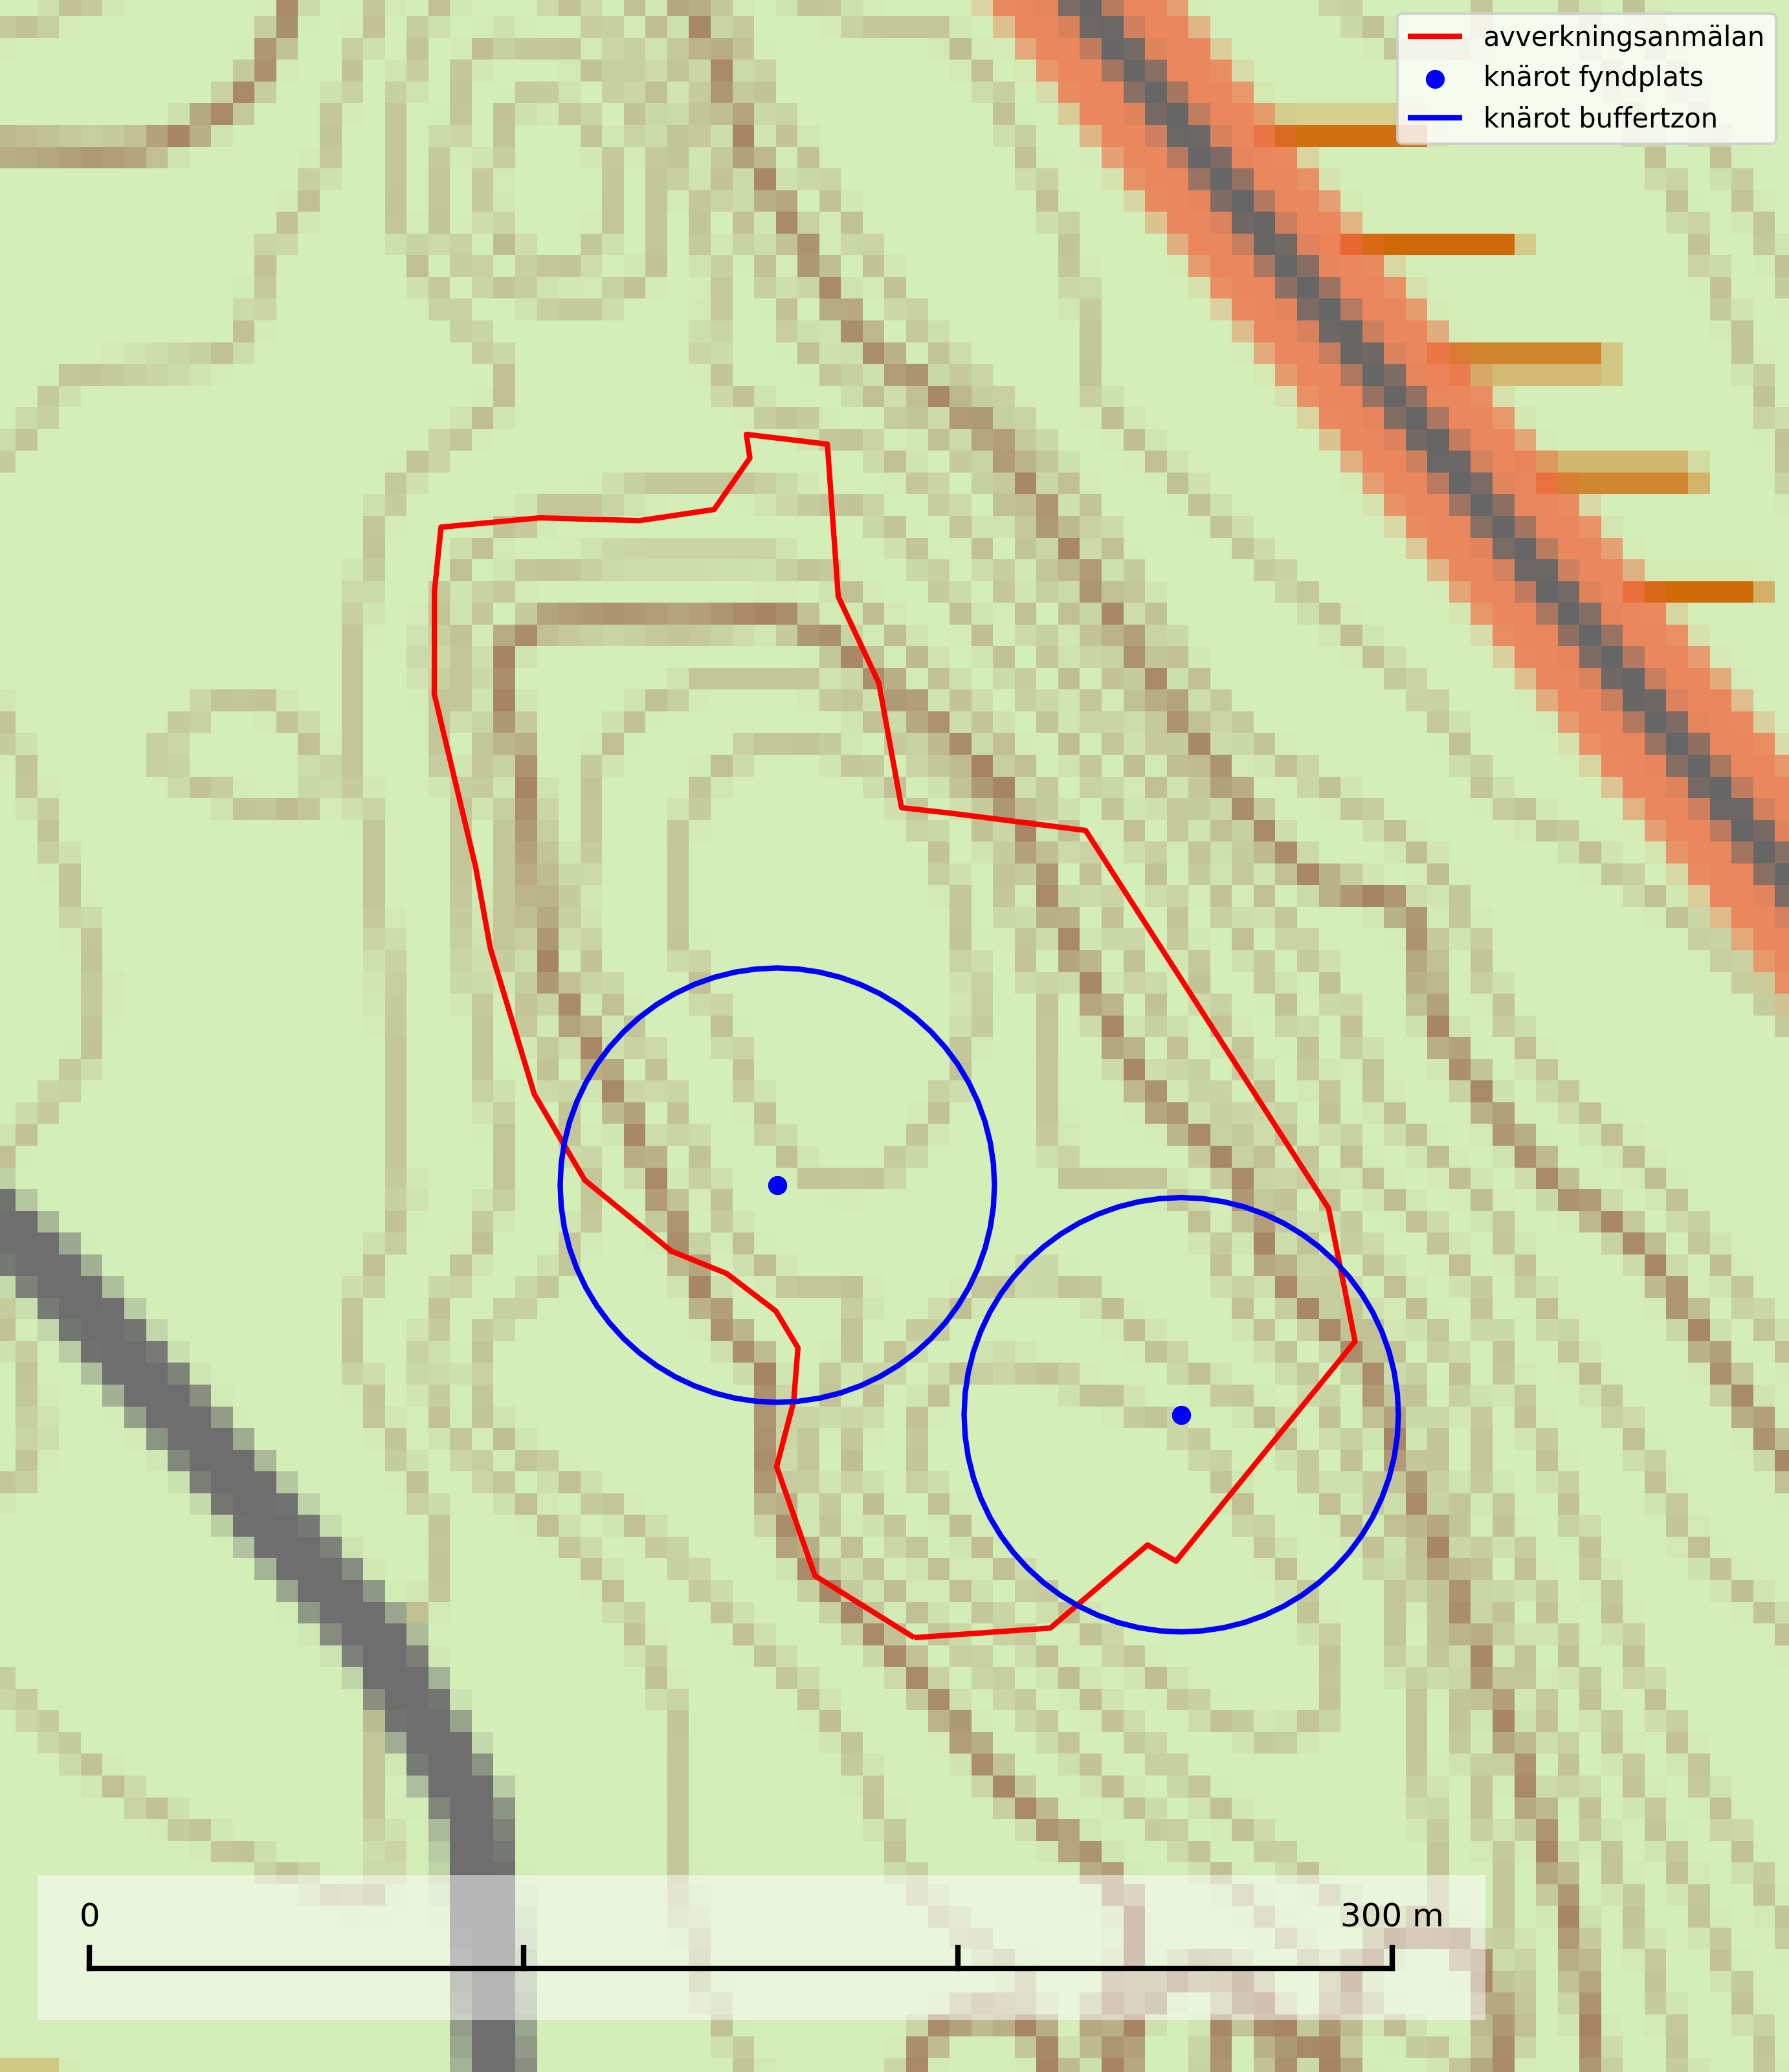 avverkningsanmälan
knärot fyndplats
knärot buffertzon
0 300 m